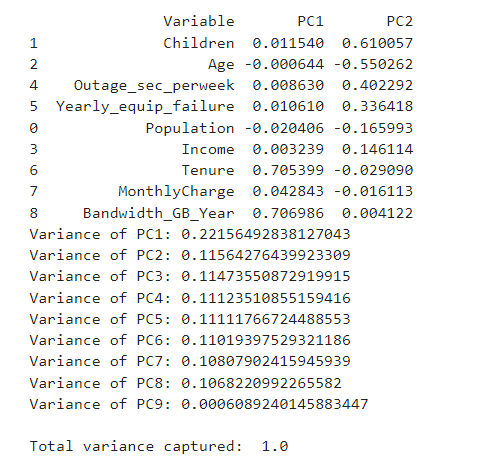 Variable PC1 PC2
1 Children 0.011540 0.610057
2 Age -0.000644 -0.550262
4 Outage_sec_perweek 0.008630 0.402292
5 Yearly_equip_failure 0.010610 0.336418
0 Population -0.020406 -0.165993
3 Income 0.003239 0.146114
6 Tenure 0.705399 -0.029090
7 MonthlyCharge 0.042843 -0.016113
8 Bandwidth_GB_Year 0.706986 0.004122
Variance of PC1: 0.22156492838127043
Variance of PC2: 0.11564276439923309
Variance of PC3: 0.11473550872919915
Variance of PC4: 0.11123510855159416
Variance of PC5: 0.11111766724488553
Variance of PC6: 0.11019397529321186
Variance of PC7: 0.10807902415945939
Variance of PC8: 0.1068220992265582
Variance of PC9: 0.0006089240145883447
Total variance captured: 1.0